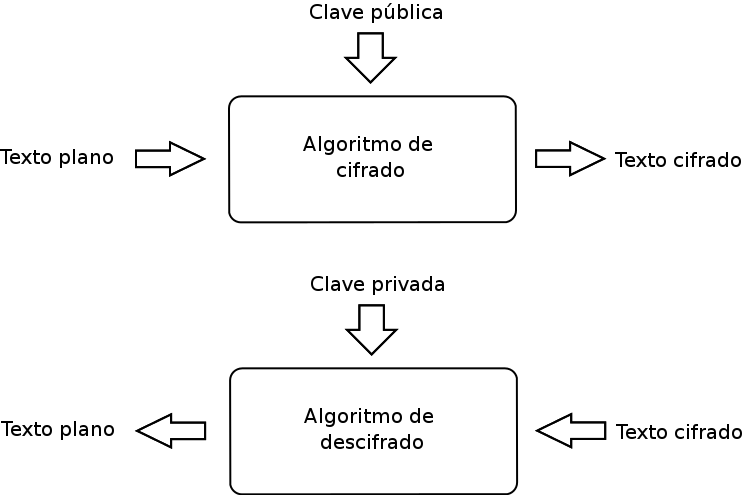 Clave pública
Texto plano
Algoritmo de
cifrado
Texto cifrado
Clave privada
Texto plano
Algoritmo de
descifrado
Texto cifrado